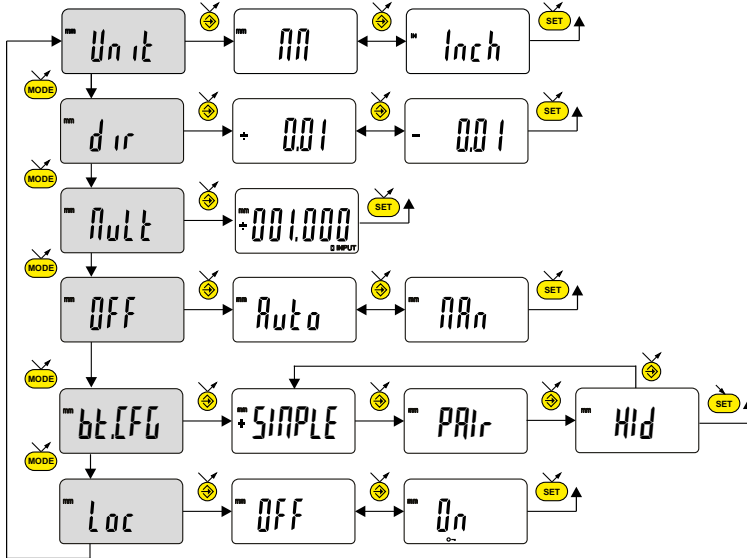 mm Unit mm MM IN Inch SET
MODE
mm dir mm + 0.01 - 0.01 SET
MODE
mm Mult mm +001.000 INPUT SET
MODE
mm OFF mm Auto mm MAn SET
MODE
mm bt.CFG mm + SIMPLE mm PAIr mm HId SET
MODE
mm Loc mm OFF mm On SET